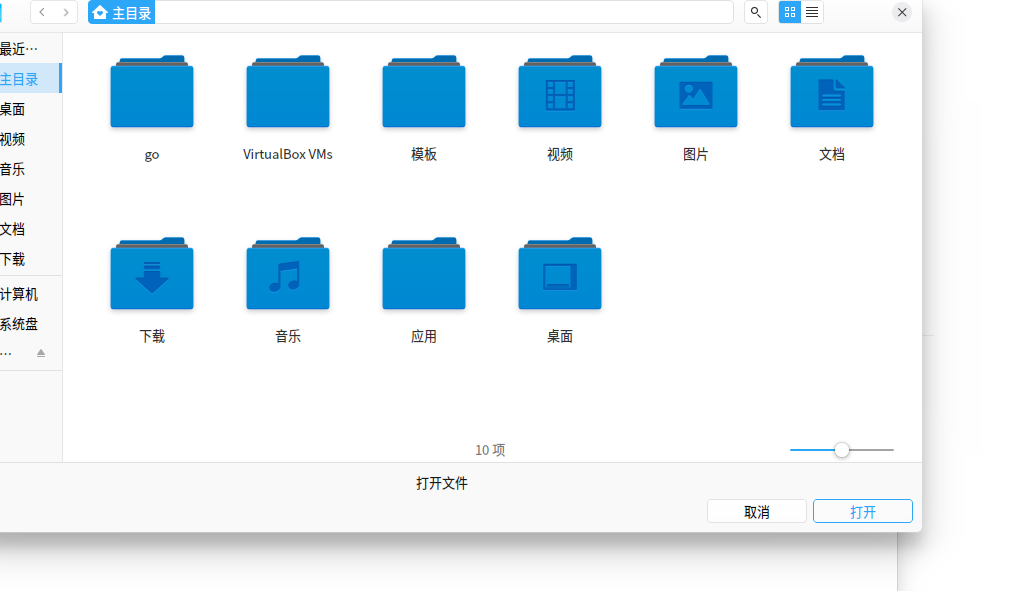 主目录
最近…
主目录
桌面
视频
音乐
图片
文档
下载
计算机
系统盘
…
go
VirtualBox VMs
模板
视频
图片
文档
下载
音乐
应用
桌面
10 项
打开文件
取消
打开